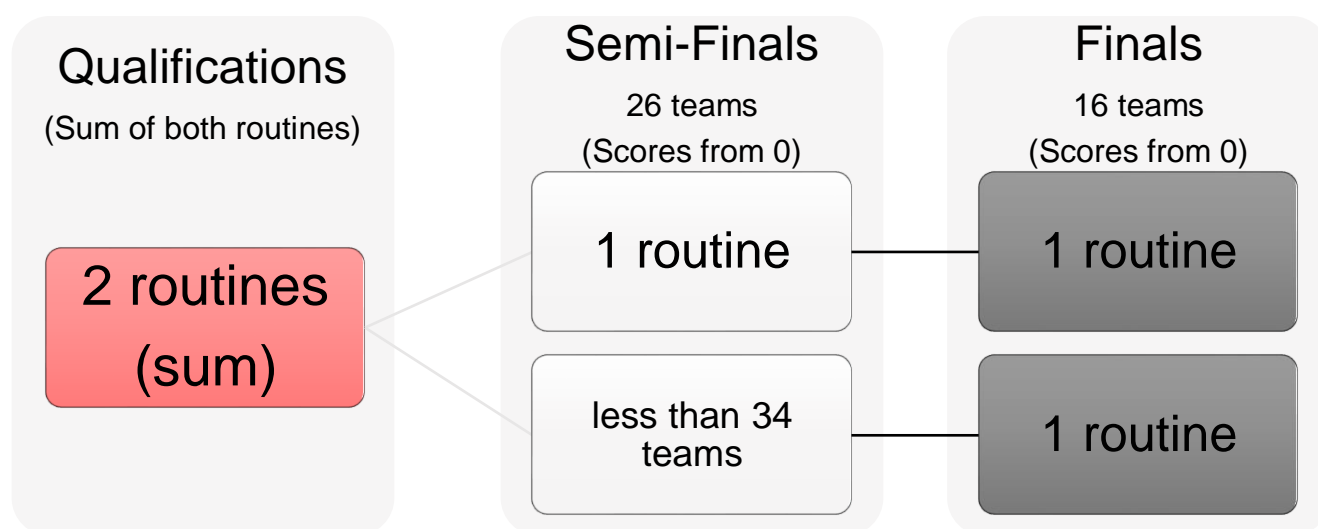 Qualifications
(Sum of both routines)
2 routines
(sum)
Semi-Finals
26 teams
(Scores from 0)
1 routine
less than 34
teams
Finals
16 teams
(Scores from 0)
1 routine
1 routine